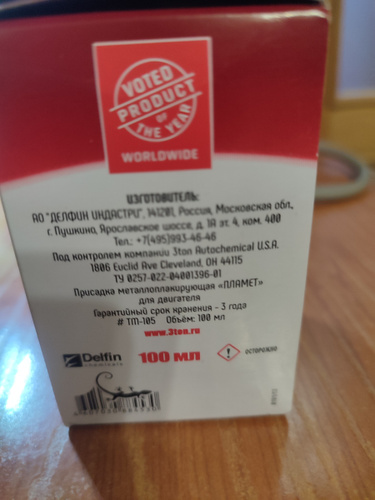 VOTED
PRODUCT
OF THE YEAR
WORLDWIDE
ИЗГОТОВИТЕЛЬ:
АО "ДЕЛФИН ИНДАСТРИ", 141201, Россия, Московская обл.,
г. Пушкино, Ярославское шоссе, д. 1А эт. 4, ком. 400
Тел.: +7(495)993-46-46
Под контролем компании 3ton Autochemical U.S.A.
1806 Euclid Ave Cleveland, OH 44115
ТУ 0257-022-04001396-01
Присадка металлоплакирующая «ПЛАМЕТ»
для двигателя
Гарантийный срок хранения - 3 года
# ТМ-105 Объём: 100 мл
www.3ton.ru
Delfin
100 МЛ
ОСТОРОЖНО